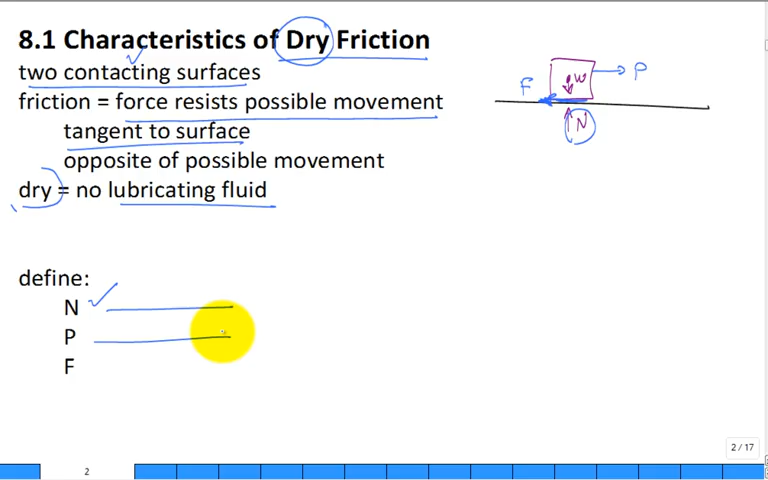 8.1 Characteristics of Dry Friction
two contacting surfaces
friction = force resists possible movement
tangent to surface
opposite of possible movement
dry = no lubricating fluid
W
P
F
N
define:
N
P
F
2 / 17
2